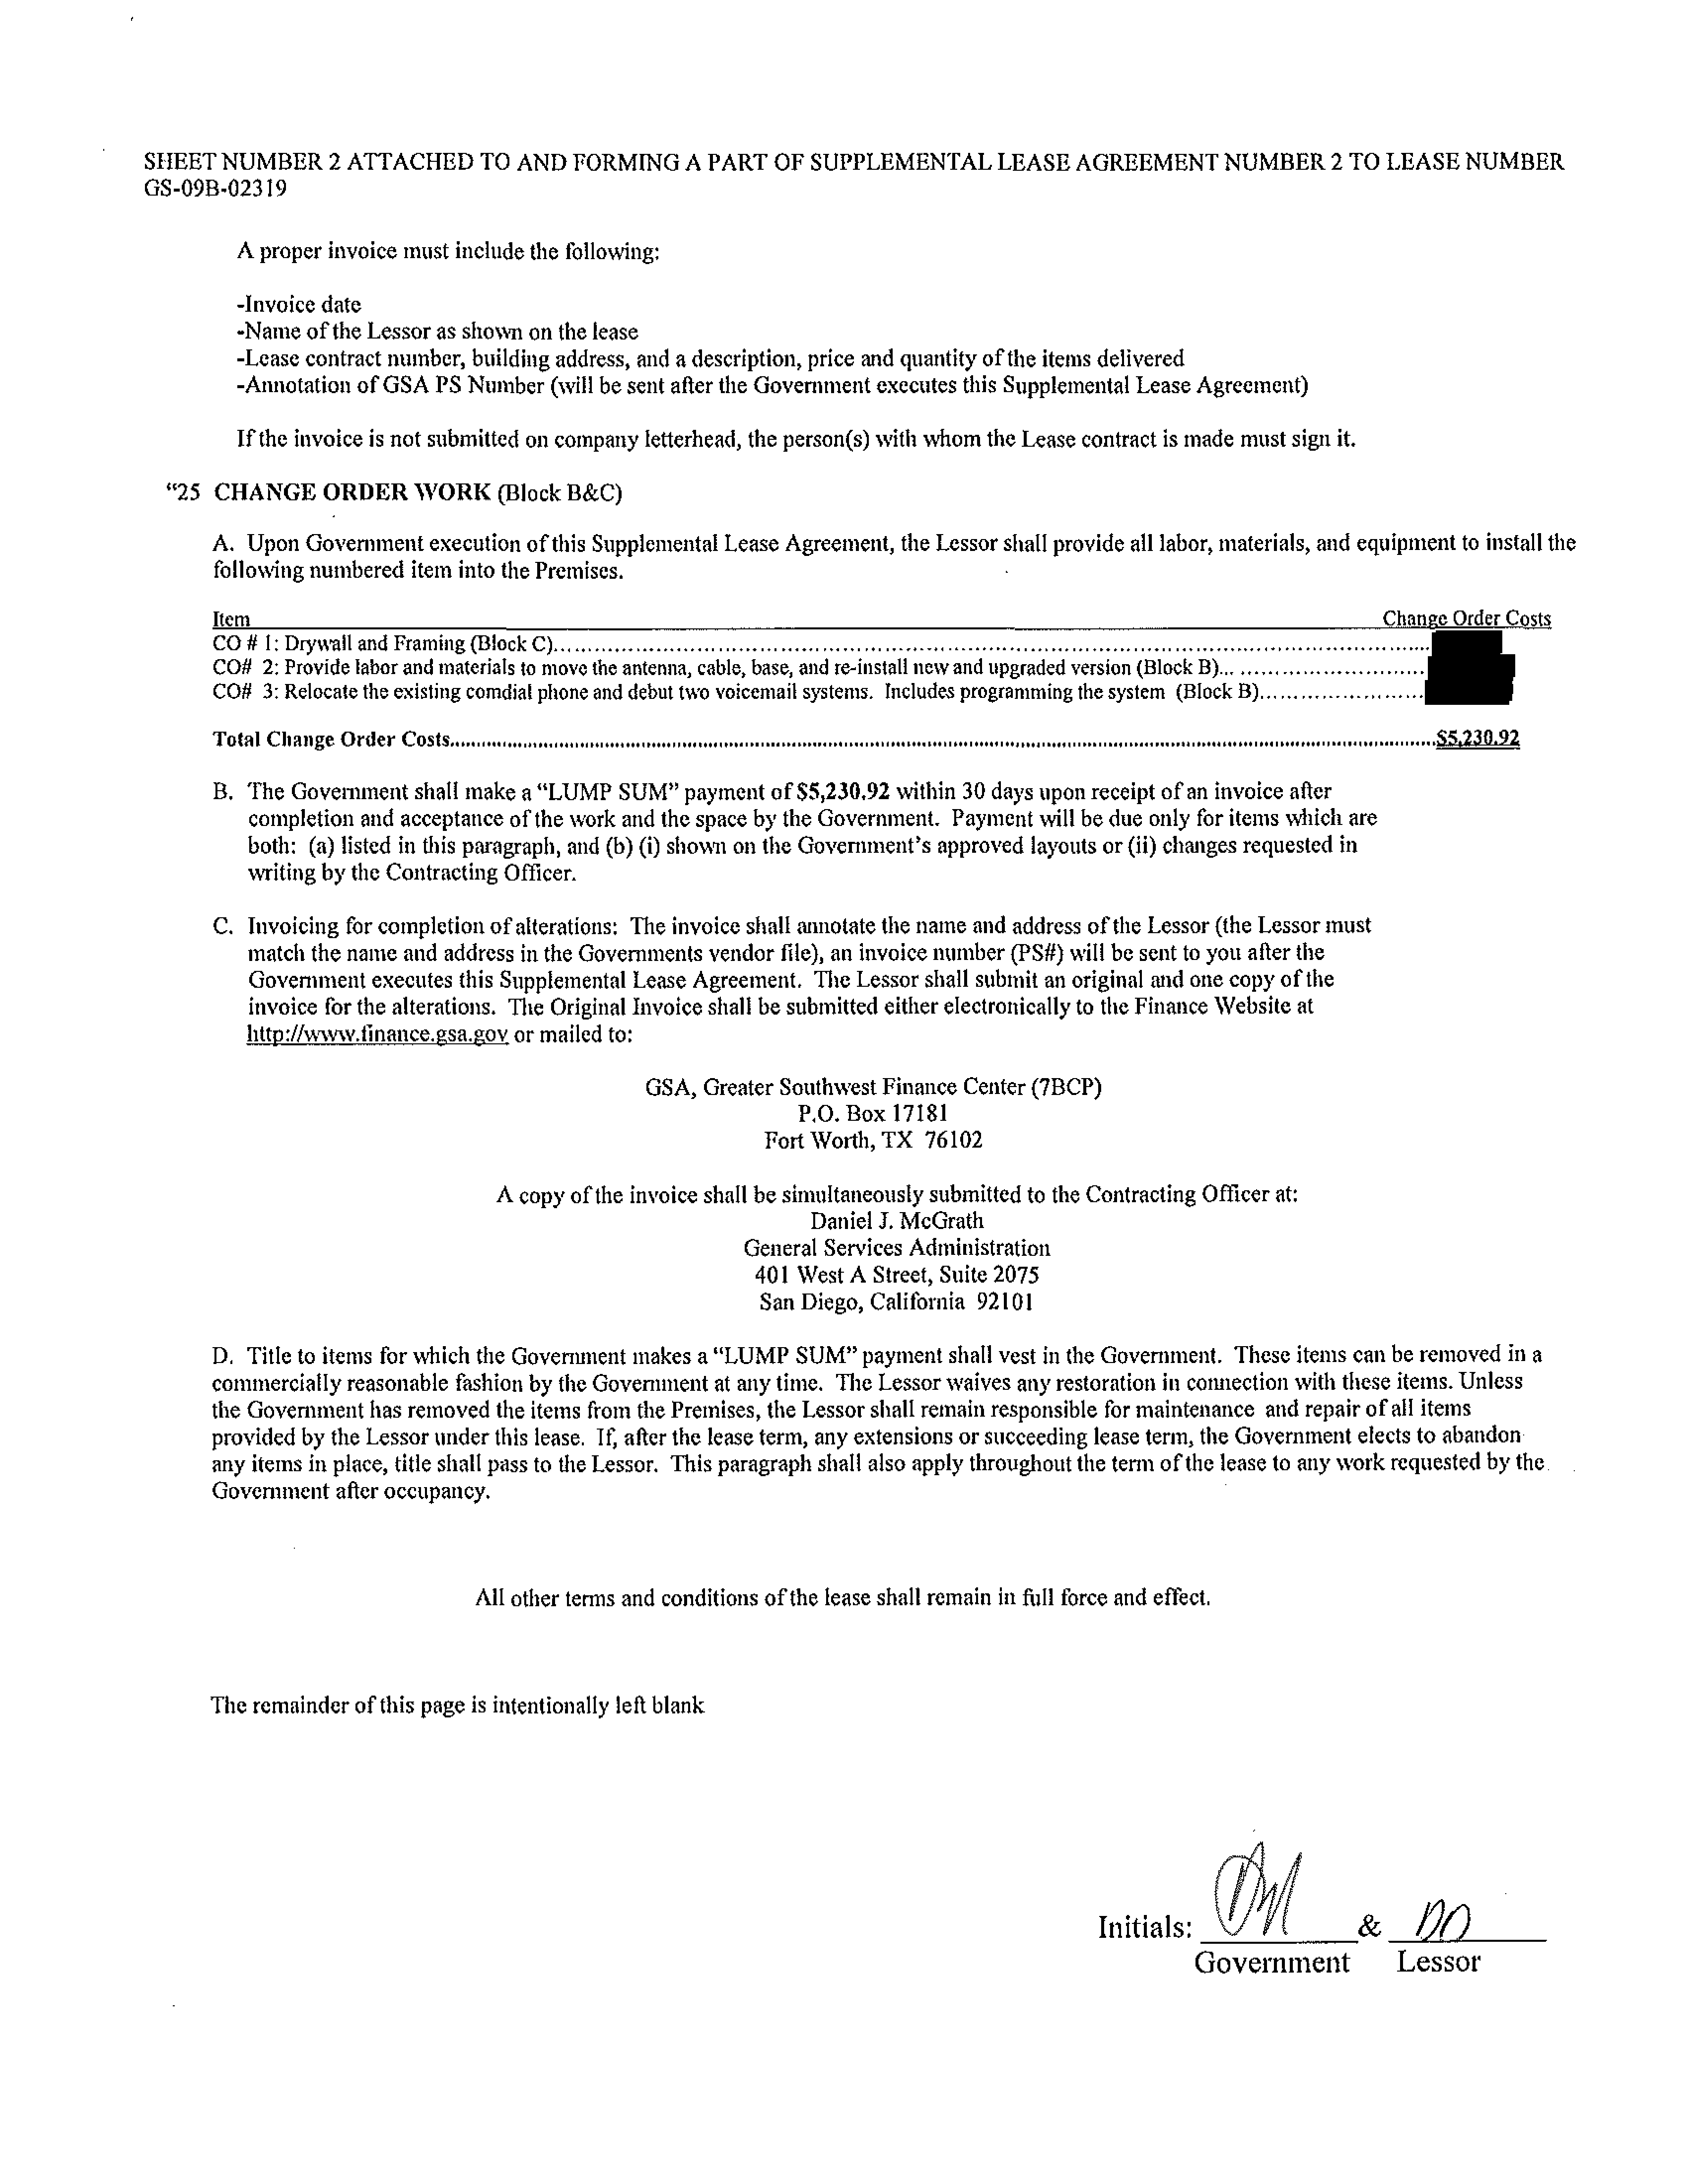 SHEET NUMBER 2 ATTACHED TO AND FORMING A PART OF SUPPLEMENTAL LEASE AGREEMENT NUMBER 2 TO LEASE NUMBER
GS-09B-02319
A proper invoice must include the following:
-Invoice date
-Name of the Lessor as shown on the lease
-Lease contract number, building address, and a description, price and quantity of the items delivered
-Annotation of GSA PS Number (will be sent after the Government executes this Supplemental Lease Agreement)
If the invoice is not submitted on company letterhead, the person(s) with whom the Lease contract is made must sign it.
“25 CHANGE ORDER WORK (Block B&C)
A. Upon Government execution of this Supplemental Lease Agreement, the Lessor shall provide all labor, materials, and equipment to install the
following numbered item into the Premises.
Item Change Order Costs
CO # 1: Drywall and Framing (Block C)...
CO# 2: Provide labor and materials to move the antenna, cable, base, and re-install new and upgraded version (Block B)...
CO# 3: Relocate the existing comdial phone and debut two voicemail systems. Includes programming the system (Block B)...
Total Change Order Costs...$5,230.92
B. The Government shall make a “LUMP SUM” payment of $5,230.92 within 30 days upon receipt of an invoice after
completion and acceptance of the work and the space by the Government. Payment will be due only for items which are
both: (a) listed in this paragraph, and (b) (i) shown on the Government’s approved layouts or (ii) changes requested in
writing by the Contracting Officer.
C. Invoicing for completion of alterations: The invoice shall annotate the name and address of the Lessor (the Lessor must
match the name and address in the Governments vendor file), an invoice number (PS#) will be sent to you after the
Government executes this Supplemental Lease Agreement. The Lessor shall submit an original and one copy of the
invoice for the alterations. The Original Invoice shall be submitted either electronically to the Finance Website at
http://www.finance.gsa.gov or mailed to:
GSA, Greater Southwest Finance Center (7BCP)
P.O. Box 17181
Fort Worth, TX 76102
A copy of the invoice shall be simultaneously submitted to the Contracting Officer at:
Daniel J. McGrath
General Services Administration
401 West A Street, Suite 2075
San Diego, California 92101
D. Title to items for which the Government makes a “LUMP SUM” payment shall vest in the Government. These items can be removed in a
commercially reasonable fashion by the Government at any time. The Lessor waives any restoration in connection with these items. Unless
the Government has removed the items from the Premises, the Lessor shall remain responsible for maintenance and repair of all items
provided by the Lessor under this lease. If, after the lease term, any extensions or succeeding lease term, the Government elects to abandon
any items in place, title shall pass to the Lessor. This paragraph shall also apply throughout the term of the lease to any work requested by the
Government after occupancy.
All other terms and conditions of the lease shall remain in full force and effect.
The remainder of this page is intentionally left blank
Initials: &
Government Lessor